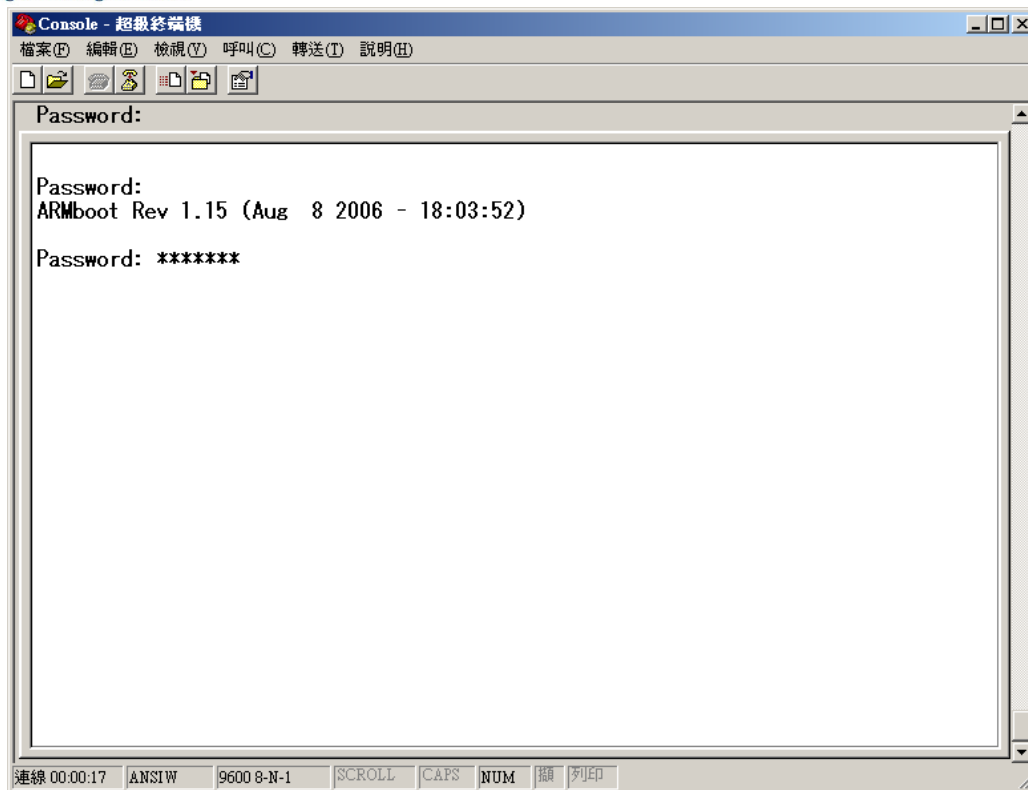 Console - 超級終端機
檔案(F) 編輯(E) 檢視(V) 呼叫(C) 轉送(T) 說明(H)
Password:
Password:
ARMboot Rev 1.15 (Aug  8 2006 - 18:03:52)
Password: *******
連線 00:00:17 ANSIW 9600 8-N-1 SCROLL CAPS NUM 擷 列印